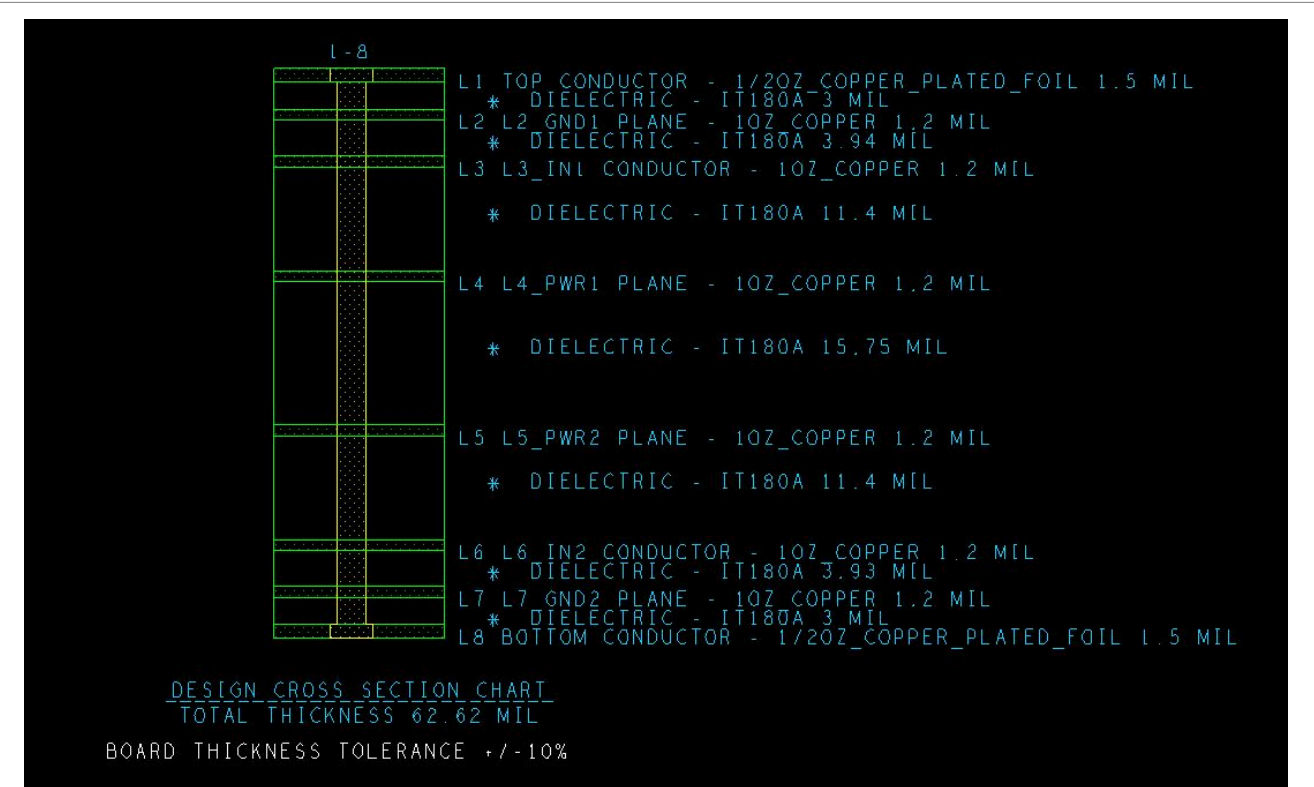 1-8
L1 TOP CONDUCTOR - 1/2OZ_COPPER_PLATED_FOIL 1.5 MIL
* DIELECTRIC - IT180A 3 MIL
L2 L2_GND1 PLANE - 1OZ_COPPER 1.2 MIL
* DIELECTRIC - IT180A 3.94 MIL
L3 L3_IN1 CONDUCTOR - 1OZ_COPPER 1.2 MIL
* DIELECTRIC - IT180A 11.4 MIL
L4 L4_PWR1 PLANE - 1OZ_COPPER 1.2 MIL
* DIELECTRIC - IT180A 15.75 MIL
L5 L5_PWR2 PLANE - 1OZ_COPPER 1.2 MIL
* DIELECTRIC - IT180A 11.4 MIL
L6 L6_IN2 CONDUCTOR - 1OZ_COPPER 1.2 MIL
* DIELECTRIC - IT180A 3.93 MIL
L7 L7_GND2 PLANE - 1OZ_COPPER 1.2 MIL
* DIELECTRIC - IT180A 3 MIL
L8 BOTTOM CONDUCTOR - 1/2OZ_COPPER_PLATED_FOIL 1.5 MIL
DESIGN CROSS SECTION CHART
TOTAL THICKNESS 62.62 MIL
BOARD THICKNESS TOLERANCE +/-10%